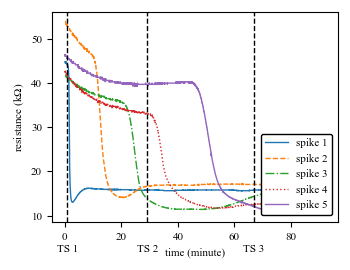 50
40
30
20
10
resistance (kΩ)
spike 1
spike 2
spike 3
spike 4
spike 5
0 20 40 60 80
TS 1 TS 2 TS 3
time (minute)